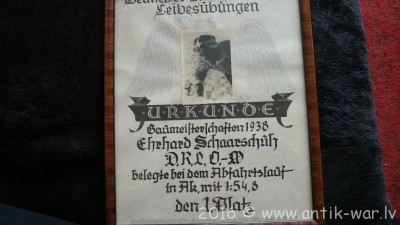 Leibesübungen
URKUNDE
Gaumeisterschaften 1938
Ehrhard Schaarschüh
D.R.L. O-M
belegte bei dem Abfahrtslauf
in Ak. mit 1:54,8
den 1. Platz
2016 © www.antik-war.lv